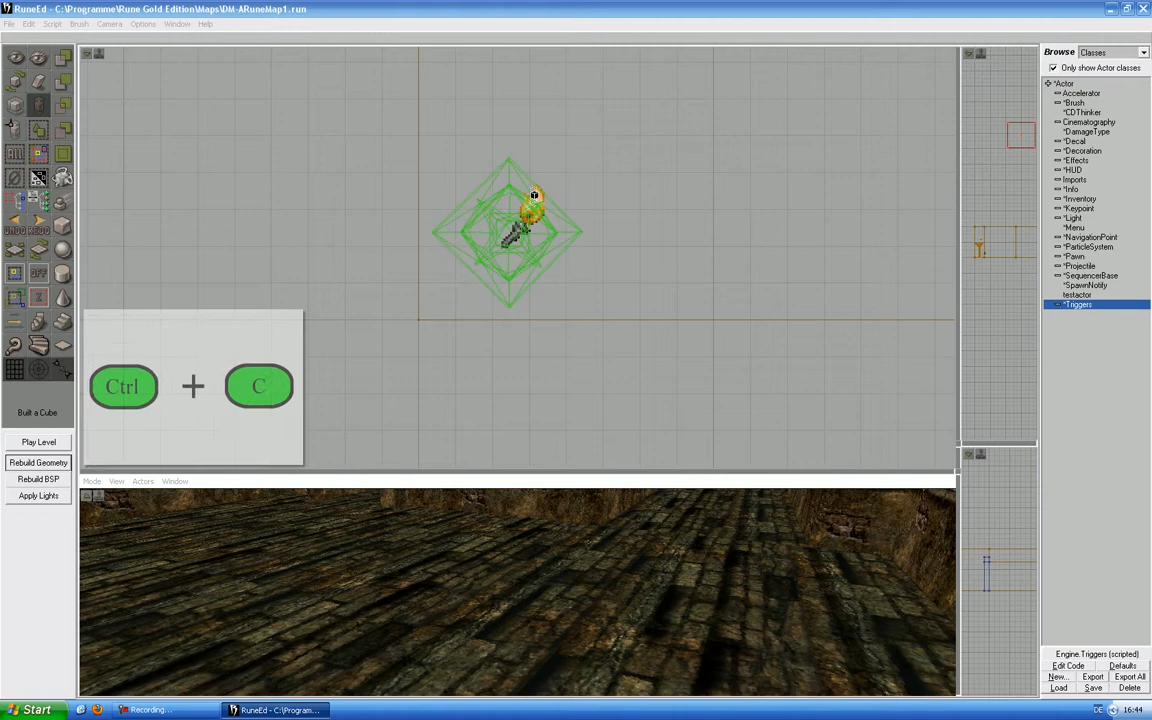 RuneEd - C:\Programme\Rune Gold Edition\Maps\DM-ARuneMap1.run
File Edit Script Brush Camera Options Window Help
Browse Classes
Only show Actor classes
*Actor
Accelerator
*Brush
*CDThinker
Cinematography
*DamageType
*Decal
*Decoration
*Effects
*HUD
Imports
*Info
*Inventory
*Keypoint
*Light
*Menu
*NavigationPoint
*ParticleSystem
*Pawn
*Projectile
*SequencerBase
*SpawnNotify
testactor
*Triggers
ALL
UNDO REDO
OFF
Z
Ctrl + C
Built a Cube
Play Level
Rebuild Geometry
Rebuild BSP
Apply Lights
Mode View Actors Window
Engine.Triggers (scripted)
Edit Code Defaults
New... Export Export All
Load Save Delete
Start Recording... RuneEd - C:\Program... DE 16:44